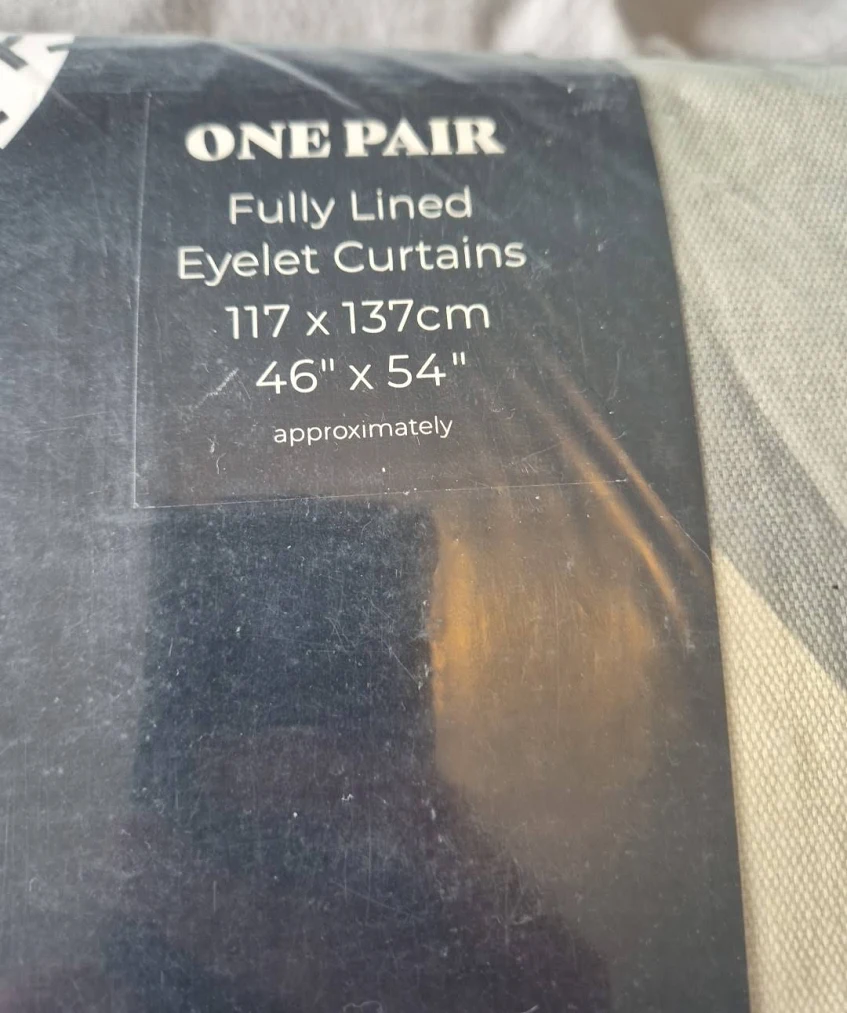 ONE PAIR
Fully Lined
Eyelet Curtains
117 x 137cm
46" x 54"
approximately